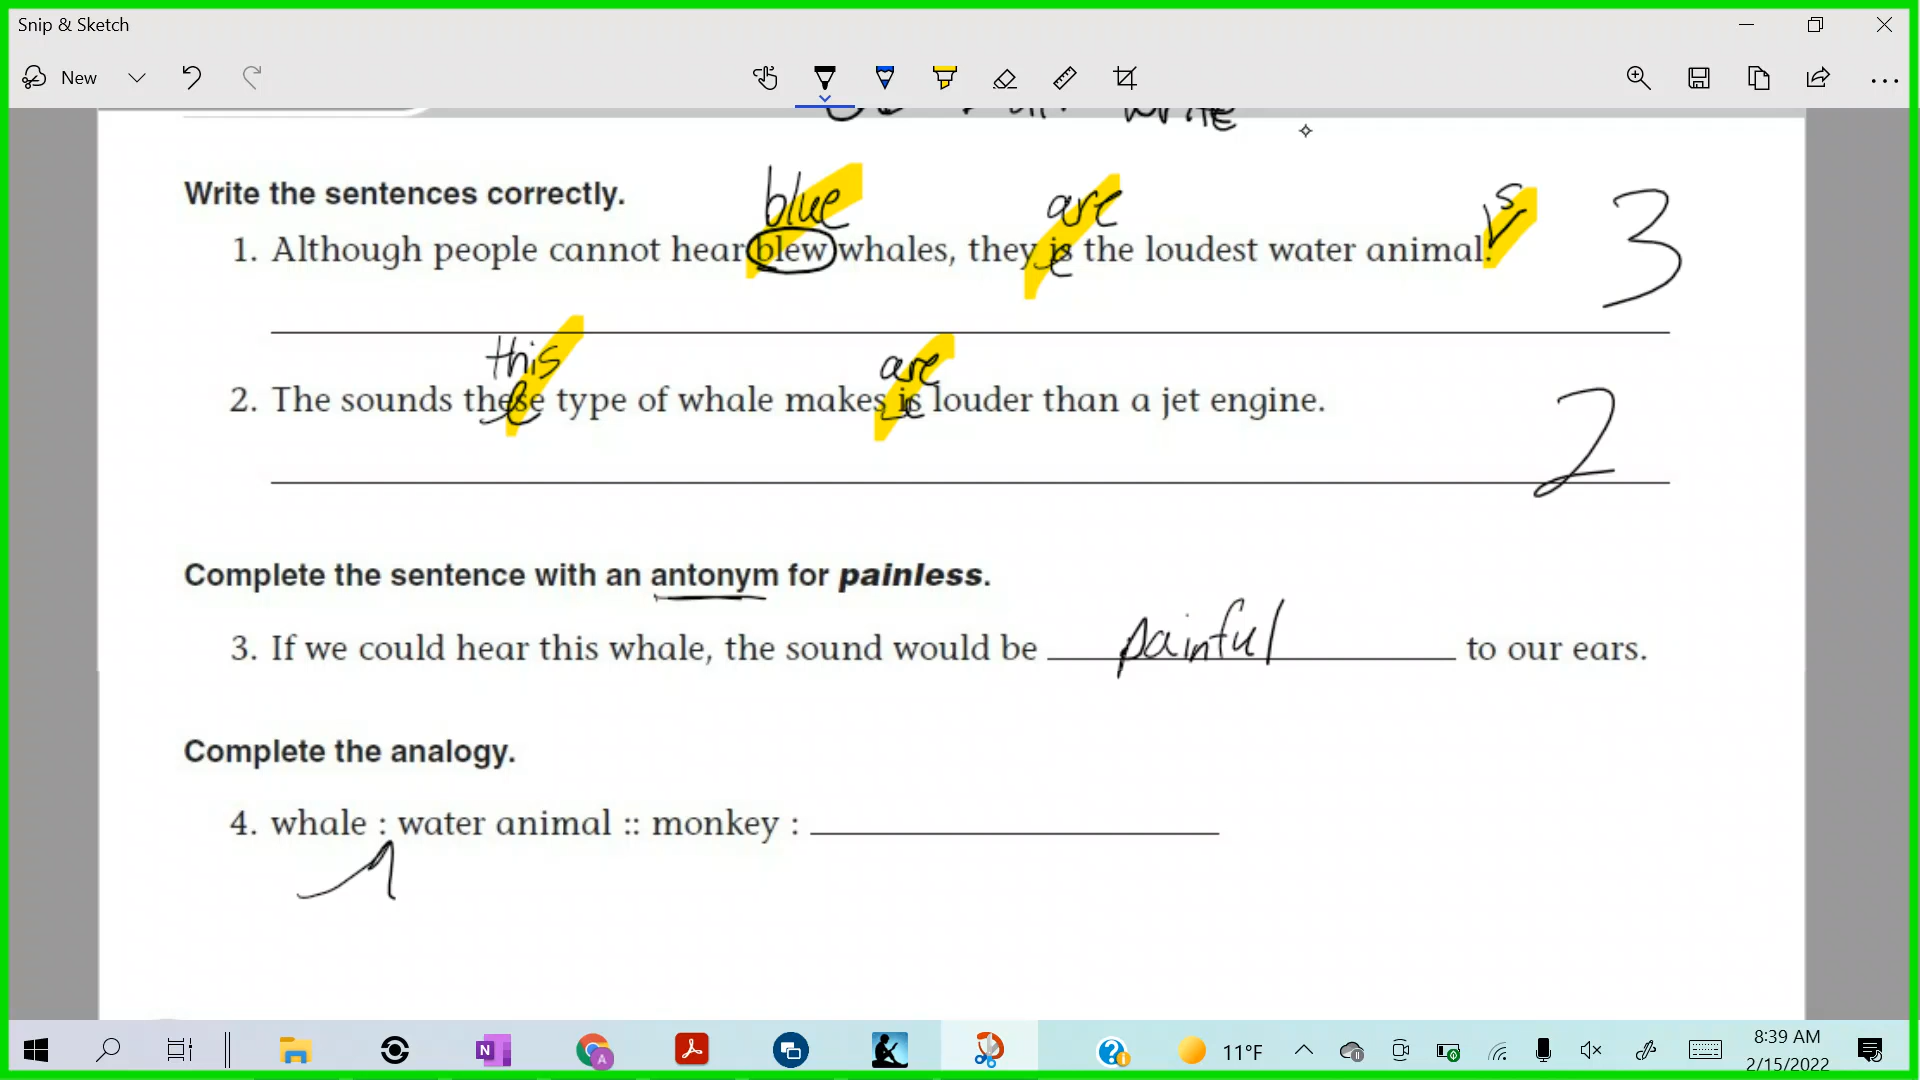 Snip & Sketch
New
write
Write the sentences correctly.
blue are s
1. Although people cannot hear blew whales, they is the loudest water animal. 3
this are
2. The sounds these type of whale makes is louder than a jet engine. 2
Complete the sentence with an antonym for painless.
3. If we could hear this whale, the sound would be painful to our ears.
Complete the analogy.
4. whale : water animal :: monkey :
11°F
8:39 AM
2/15/2022